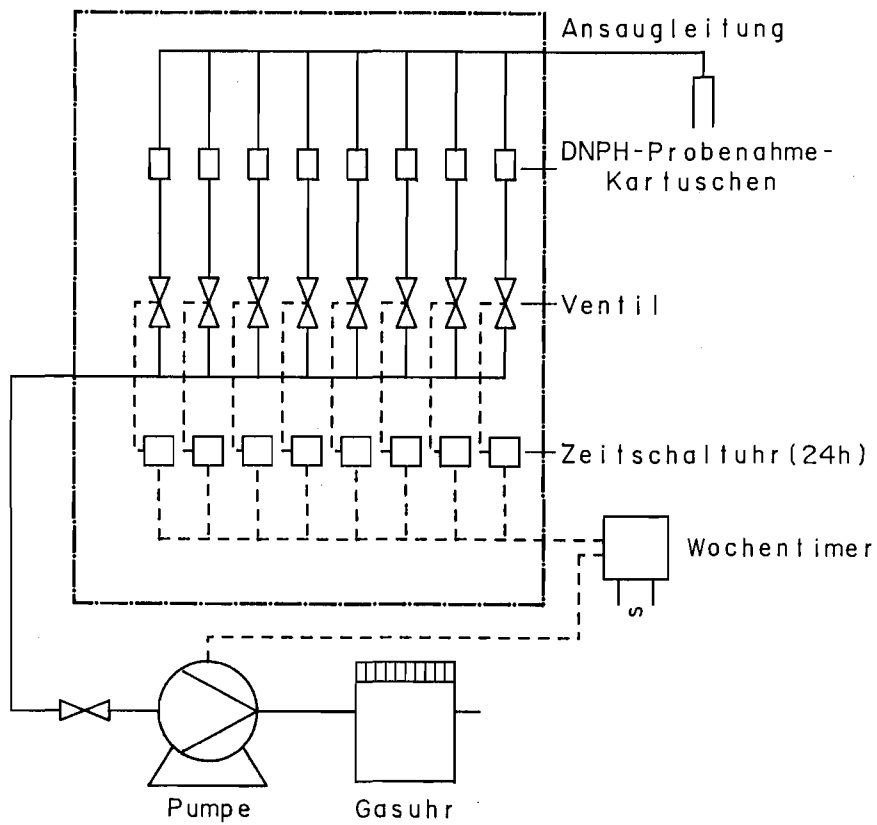 Ansaugleitung
DNPH-Probenahme-
Kartuschen
Ventil
Zeitschaltuhr (24h)
Wochentimer
S
Pumpe
Gasuhr